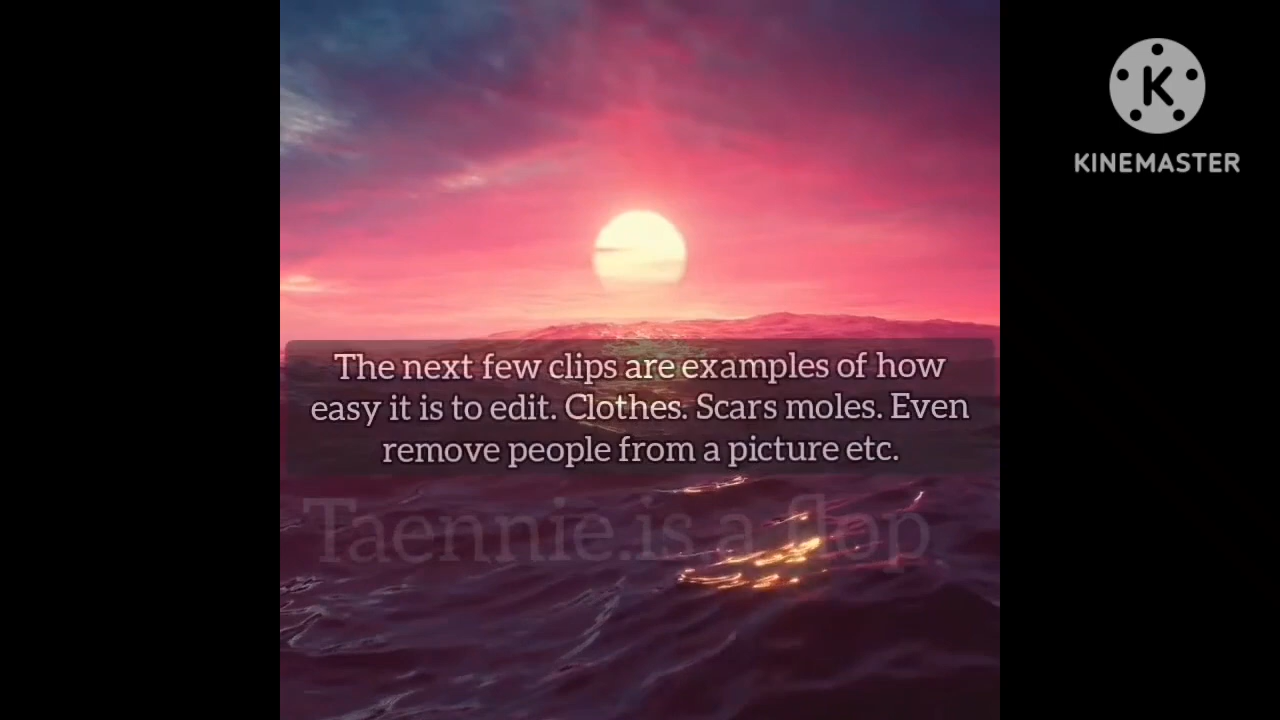 KINEMASTER
The next few clips are examples of how
easy it is to edit. Clothes. Scars moles. Even
remove people from a picture etc.
Taennie.is a flop